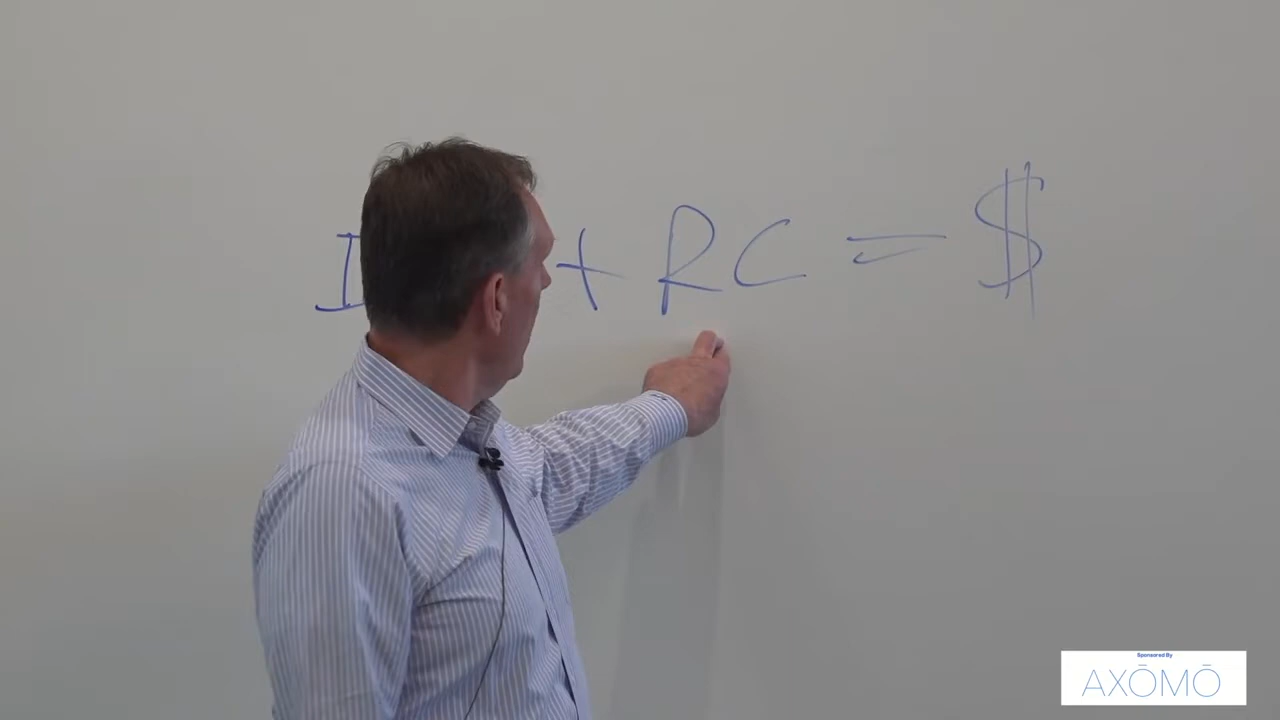 I + RC = $
Sponsored By
AXŌMŌ